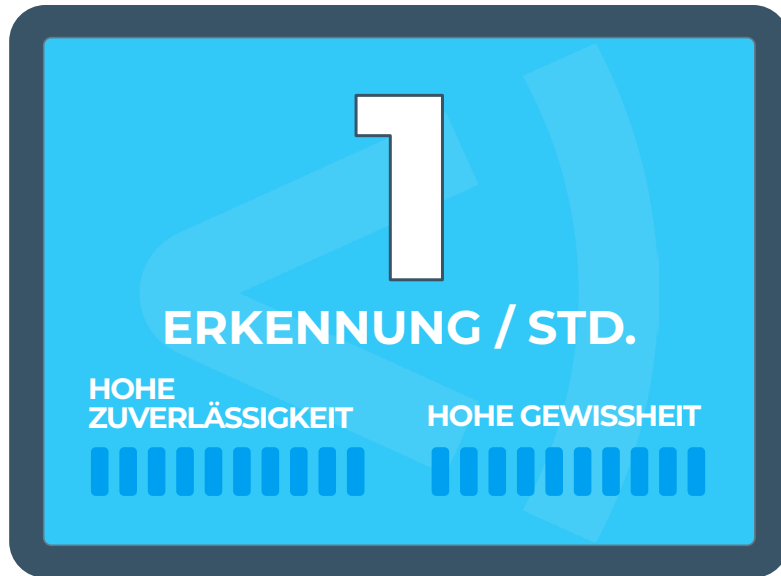 1
ERKENNUNG / STD.
HOHE
ZUVERLÄSSIGKEIT
HOHE GEWISSHEIT